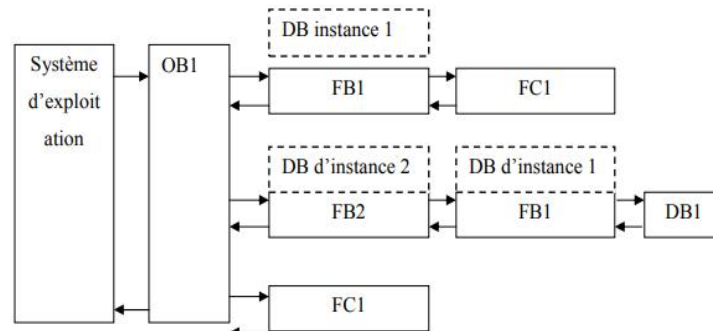 DB instance 1
Système
d'exploit
ation
OB1
FB1
FC1
DB d'instance 2
DB d'instance 1
FB2
FB1
DB1
FC1